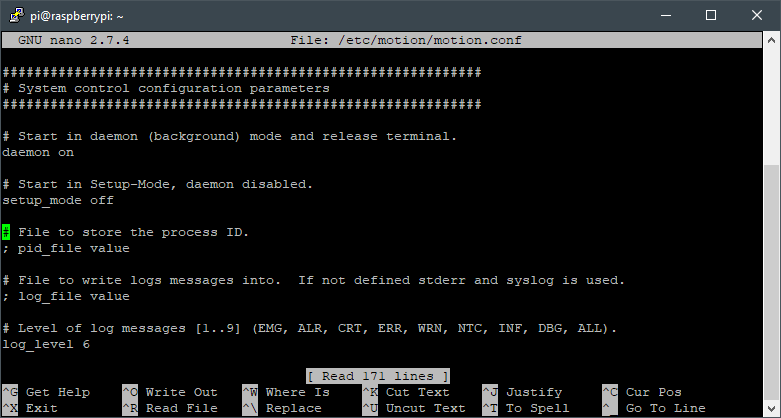 pi@raspberrypi: ~
GNU nano 2.7.4 File: /etc/motion/motion.conf
############################################################
# System control configuration parameters
############################################################
# Start in daemon (background) mode and release terminal.
daemon on
# Start in Setup-Mode, daemon disabled.
setup_mode off
# File to store the process ID.
; pid_file value
# File to write logs messages into.  If not defined stderr and syslog is used.
; log_file value
# Level of log messages [1..9] (EMG, ALR, CRT, ERR, WRN, NTC, INF, DBG, ALL).
log_level 6
[ Read 171 lines ]
^G Get Help ^O Write Out ^W Where Is ^K Cut Text ^J Justify ^C Cur Pos
^X Exit ^R Read File ^\ Replace ^U Uncut Text ^T To Spell ^_ Go To Line